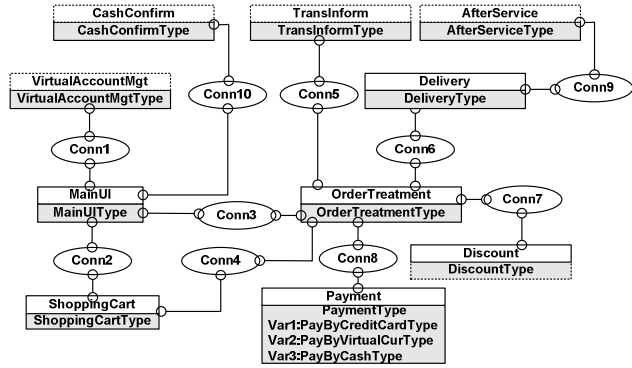 CashConfirm
CashConfirmType
TransInform
TransInformType
AfterService
AfterServiceType
VirtualAccountMgt
VirtualAccountMgtType
Conn10
Conn5
Delivery
DeliveryType
Conn9
Conn1
Conn6
MainUI
MainUIType
Conn3
OrderTreatment
OrderTreatmentType
Conn7
Conn2
Conn4
Conn8
Discount
DiscountType
ShoppingCart
ShoppingCartType
Payment
PaymentType
Var1:PayByCreditCardType
Var2:PayByVirtualCurType
Var3:PayByCashType